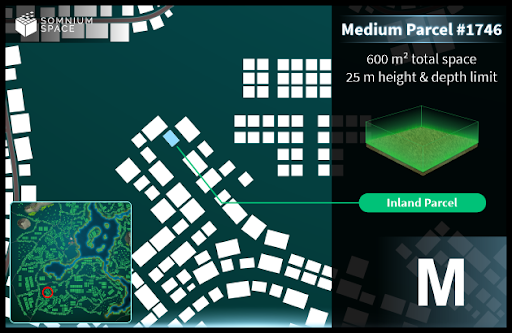 SOMNIUM
SPACE
Medium Parcel #1746
600 m² total space
25 m height & depth limit
Inland Parcel
M